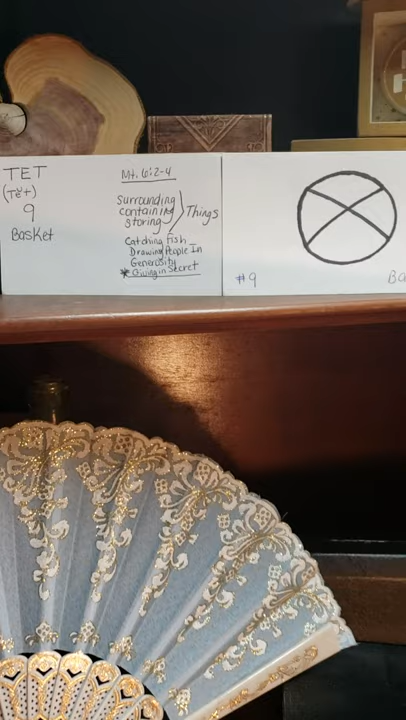 TET
(Tet)
9
Basket
Mt. 6:2-4
Surrounding
containing
storing
Things
Catching Fish
Drawing People In
Generosity
* Giving in Secret
#9
Ba